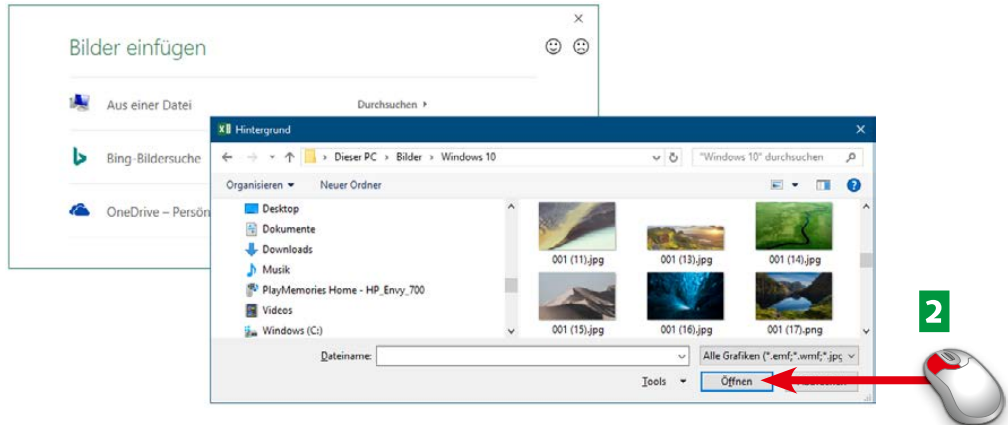 Bilder einfügen
Aus einer Datei
Durchsuchen
Bing-Bildersuche
OneDrive – Persön
Hintergrund
Dieser PC > Bilder > Windows 10
"Windows 10" durchsuchen
Organisieren
Neuer Ordner
Desktop
Dokumente
Downloads
Musik
PlayMemories Home - HP_Envy_700
Videos
Windows (C:)
001 (11).jpg
001 (13).jpg
001 (14).jpg
001 (15).jpg
001 (16).jpg
001 (17).png
Dateiname:
Alle Grafiken (*.emf;*.wmf;*.jpg
Tools
Öffnen
2